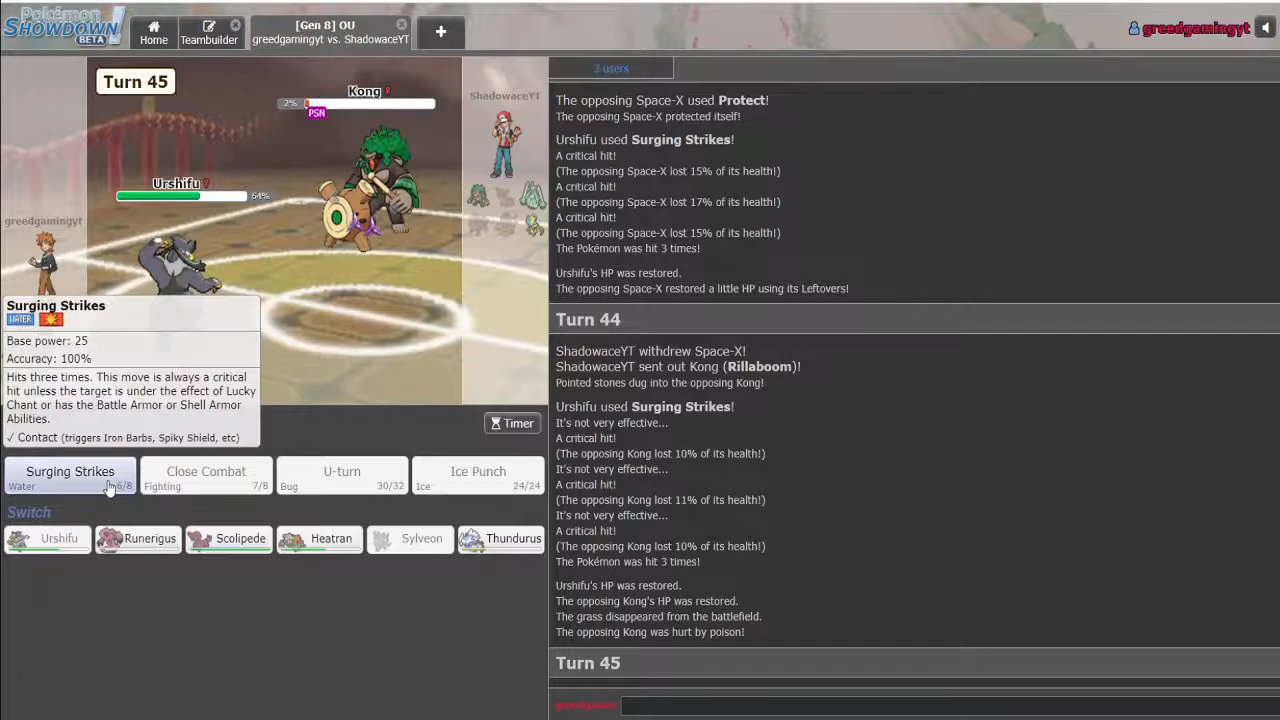 Pokémon
SHOWDOWN
BETA
Home
Teambuilder
[Gen 8] OU
greedgamingyt vs. ShadowaceYT
+
greedgamingyt
Turn 45
Kong
2%
PSN
ShadowaceYT
Urshifu
64%
greedgamingyt
Surging Strikes
WATER
Base power: 25
Accuracy: 100%
Hits three times. This move is always a critical
hit unless the target is under the effect of Lucky
Chant or has the Battle Armor or Shell Armor
Abilities.
✓ Contact (triggers Iron Barbs, Spiky Shield, etc)
Timer
Surging Strikes
Water 6/8
Close Combat
Fighting 7/8
U-turn
Bug 30/32
Ice Punch
Ice 24/24
Switch
Urshifu
Runerigus
Scolipede
Heatran
Sylveon
Thundurus
3 users
The opposing Space-X used Protect!
The opposing Space-X protected itself!
Urshifu used Surging Strikes!
A critical hit!
(The opposing Space-X lost 15% of its health!)
A critical hit!
(The opposing Space-X lost 17% of its health!)
A critical hit!
(The opposing Space-X lost 15% of its health!)
The Pokémon was hit 3 times!
Urshifu's HP was restored.
The opposing Space-X restored a little HP using its Leftovers!
Turn 44
ShadowaceYT withdrew Space-X!
ShadowaceYT sent out Kong (Rillaboom)!
Pointed stones dug into the opposing Kong!
Urshifu used Surging Strikes!
It's not very effective...
A critical hit!
(The opposing Kong lost 10% of its health!)
It's not very effective...
A critical hit!
(The opposing Kong lost 11% of its health!)
It's not very effective...
A critical hit!
(The opposing Kong lost 10% of its health!)
The Pokémon was hit 3 times!
Urshifu's HP was restored.
The opposing Kong's HP was restored.
The grass disappeared from the battlefield.
The opposing Kong was hurt by poison!
Turn 45